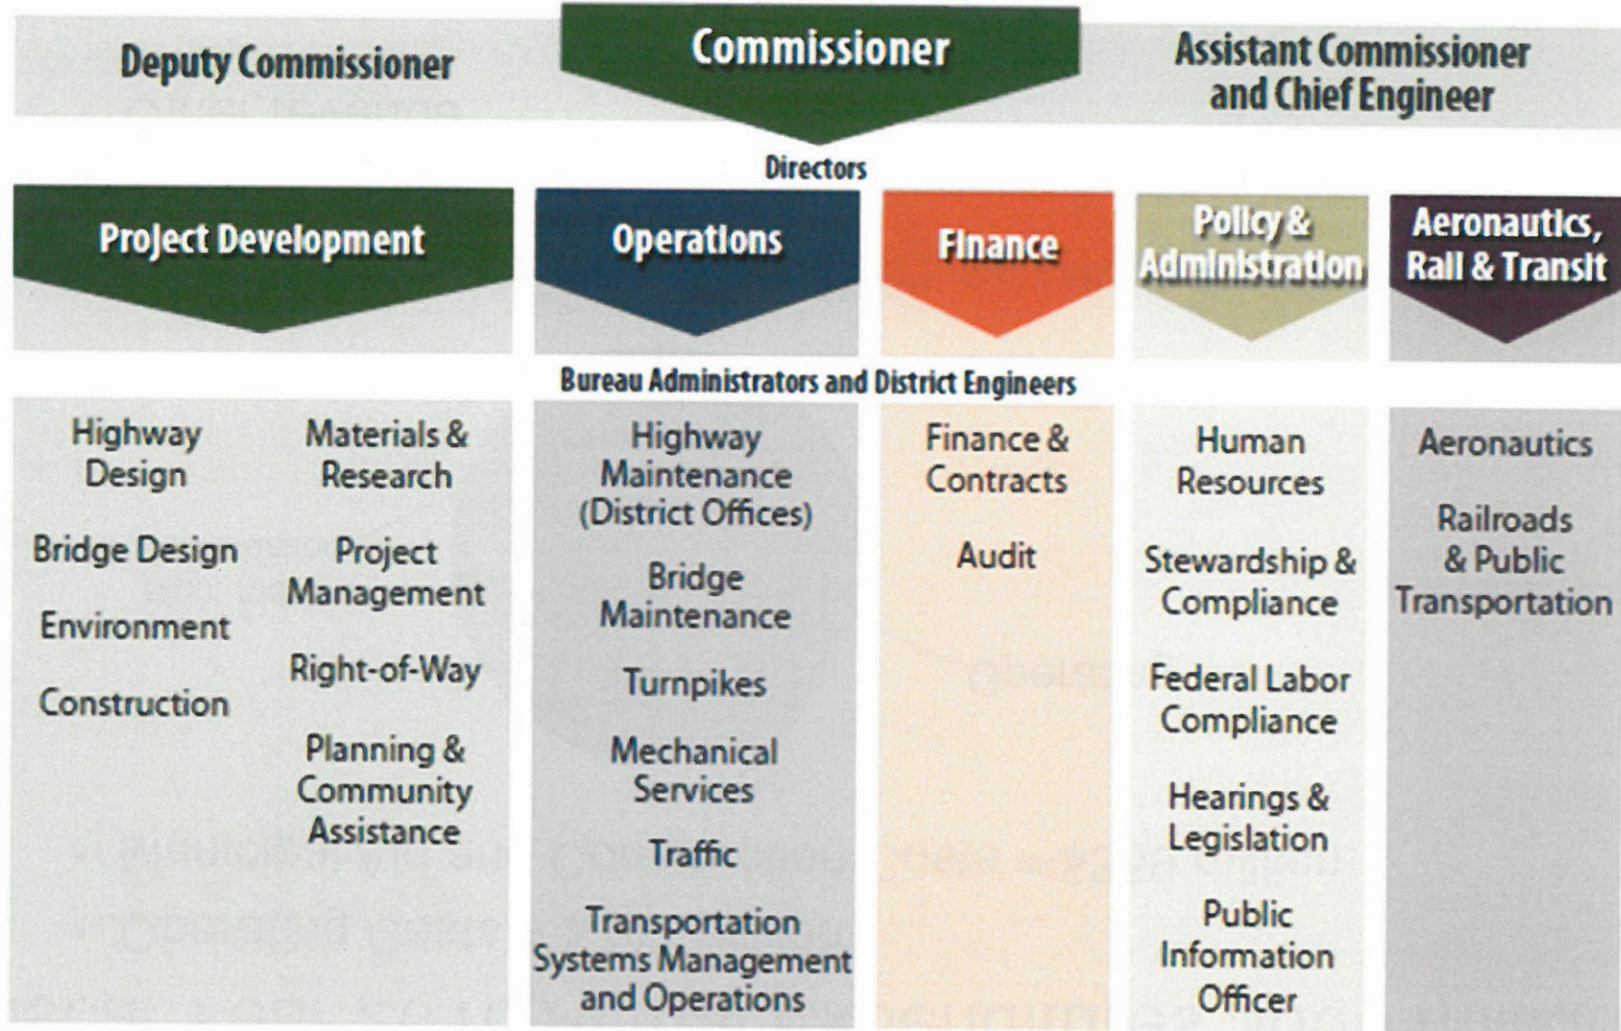 Deputy Commissioner
Commissioner
Assistant Commissioner
and Chief Engineer
Directors
Project Development
Operations
Finance
Policy &
Administration
Aeronautics,
Rail & Transit
Bureau Administrators and District Engineers
Highway
Design
Bridge Design
Environment
Construction
Materials &
Research
Project
Management
Right-of-Way
Planning &
Community
Assistance
Highway
Maintenance
(District Offices)
Bridge
Maintenance
Turnpikes
Mechanical
Services
Traffic
Transportation
Systems Management
and Operations
Finance &
Contracts
Audit
Human
Resources
Stewardship &
Compliance
Federal Labor
Compliance
Hearings &
Legislation
Public
Information
Officer
Aeronautics
Railroads
& Public
Transportation